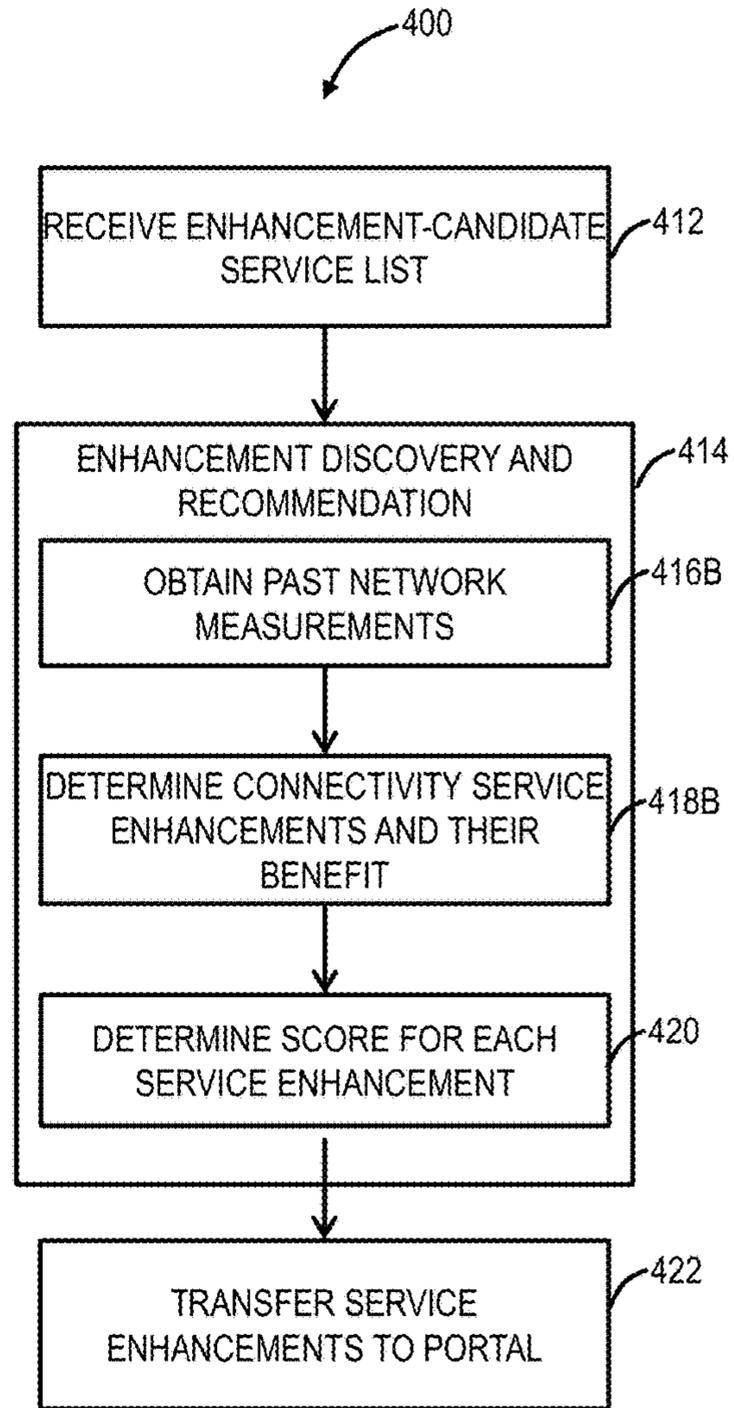 400
RECEIVE ENHANCEMENT-CANDIDATE
SERVICE LIST
412
ENHANCEMENT DISCOVERY AND
RECOMMENDATION
414
OBTAIN PAST NETWORK
MEASUREMENTS
416B
DETERMINE CONNECTIVITY SERVICE
ENHANCEMENTS AND THEIR
BENEFIT
418B
DETERMINE SCORE FOR EACH
SERVICE ENHANCEMENT
420
TRANSFER SERVICE
ENHANCEMENTS TO PORTAL
422